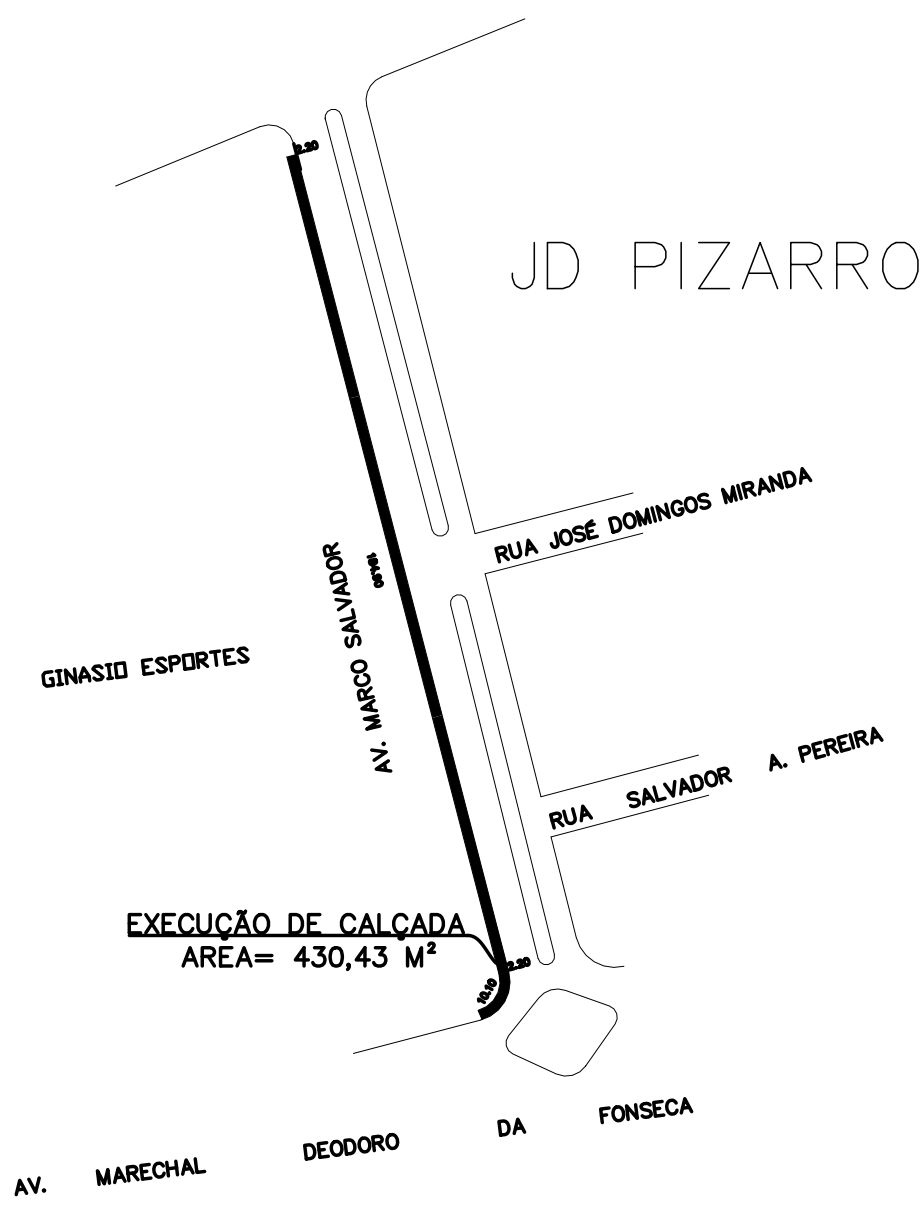 2.20
JD PIZARRO
RUA JOSÉ DOMINGOS MIRANDA
AV. MARCO SALVADOR
GINASIO ESPORTES
RUA SALVADOR A. PEREIRA
EXECUÇÃO DE CALÇADA
AREA= 430,43 M²
2.20
10.10
AV. MARECHAL DEODORO DA FONSECA